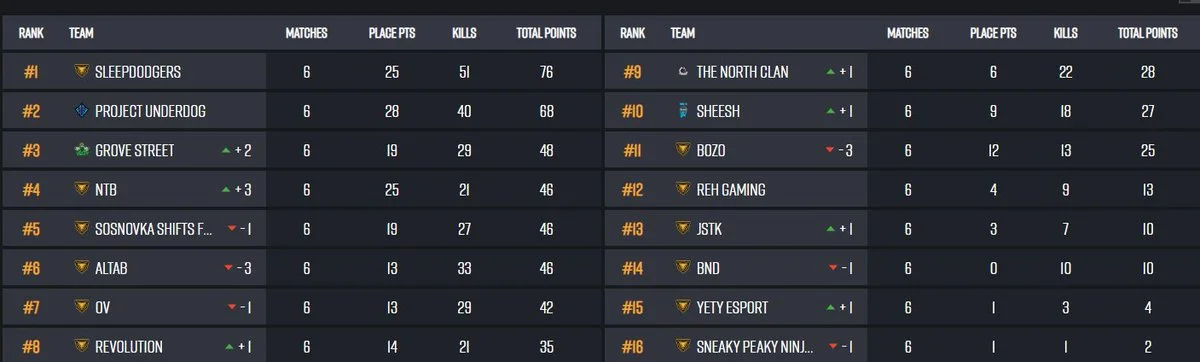 RANK TEAM MATCHES PLACE PTS KILLS TOTAL POINTS
#1 SLEEPDODGERS 6 25 51 76
#2 PROJECT UNDERDOG 6 28 40 68
#3 GROVE STREET +2 6 19 29 48
#4 NTB +3 6 25 21 46
#5 SOSNOVKA SHIFTS F... -1 6 19 27 46
#6 ALTAB -3 6 13 33 46
#7 OV -1 6 13 29 42
#8 REVOLUTION +1 6 14 21 35
RANK TEAM MATCHES PLACE PTS KILLS TOTAL POINTS
#9 THE NORTH CLAN +1 6 6 22 28
#10 SHEESH +1 6 9 18 27
#11 BOZO -3 6 12 13 25
#12 REH GAMING 6 4 9 13
#13 JSTK +1 6 3 7 10
#14 BND -1 6 0 10 10
#15 YETY ESPORT +1 6 1 3 4
#16 SNEAKY PEAKY NINJ... -1 6 1 1 2